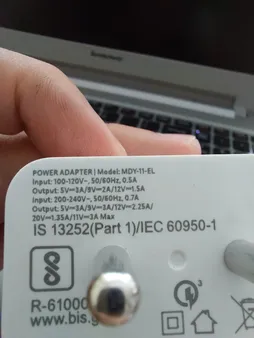 lenovo
POWER ADAPTER | Model: MDY-11-EL
Input: 100-120V~, 50/60Hz, 0.5A
Output: 5V⎓3A/9V⎓2A/12V⎓1.5A
Input: 200-240V~, 50/60Hz, 0.7A
Output: 5V⎓3A/9V⎓3A/12V⎓2.25A/
20V⎓1.35A/11V⎓3A Max
IS 13252(Part 1)/IEC 60950-1
R-61000
www.bis.g
3